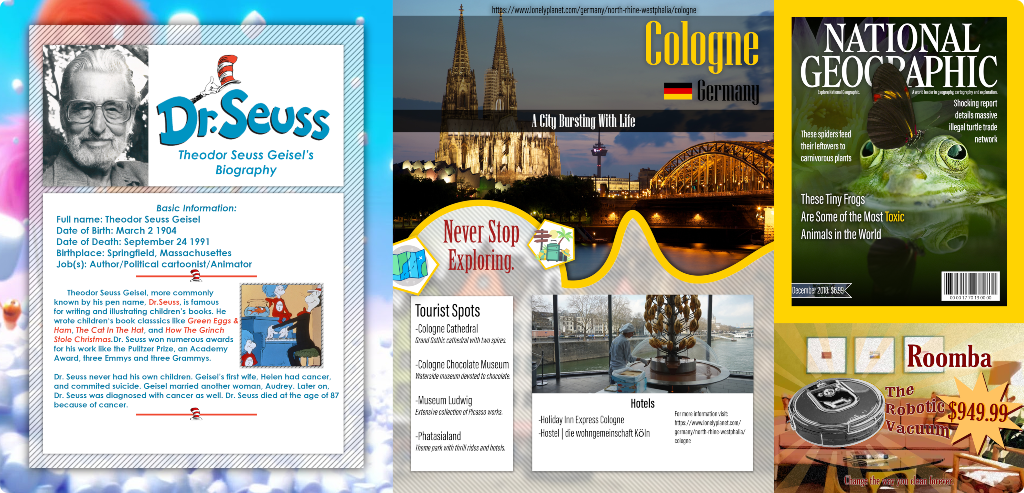 Dr. Seuss
Theodor Seuss Geisel's
Biography
Basic Information:
Full name: Theodor Seuss Geisel
Date of Birth: March 2 1904
Date of Death: September 24 1991
Birthplace: Springfield, Massachusettes
Job(s): Author/Political cartoonist/Animator
Theodor Seuss Geisel, more commonly
known by his pen name, Dr.Seuss, is famous
for writing and illustrating children's books. He
wrote children's book classics like Green Eggs &
Ham, The Cat In The Hat, and How The Grinch
Stole Christmas.Dr. Seuss won numerous awards
for his work like the Pulitzer Prize, an Academy
Award, three Emmys and three Grammys.
Dr. Seuss never had his own children. Geisel's first wife, Helen had cancer,
and commited suicide. Geisel married another woman, Audrey. Later on,
Dr. Seuss was diagnosed with cancer as well. Dr. Seuss died at the age of 87
because of cancer.
https://www.lonelyplanet.com/germany/north-rhine-westphalia/cologne
Cologne
Germany
A City Bursting With Life
Never Stop
Exploring.
Tourist Spots
-Cologne Cathedral
Grand Gothic cathedral with two spires.
-Cologne Chocolate Museum
Waterside museum devoted to chocolate.
-Museum Ludwig
Extensive collection of Picasso works.
-Phatasialand
Theme park with thrill rides and hotels.
Hotels
-Holiday Inn Express Cologne
-Hostel | die wohngemeinschaft Köln
For more information visit:
https://www.lonelyplanet.com/
germany/north-rhine-westphalia/
cologne
NATIONAL
GEOGRAPHIC
Shocking report
details massive
illegal turtle trade
network
These spiders feed
their leftovers to
carnivorous plants
These Tiny Frogs
Are Some of the Most Toxic
Animals in the World
December 2019: $6.99
Roomba
The
Robotic
Vacuum
$949.99